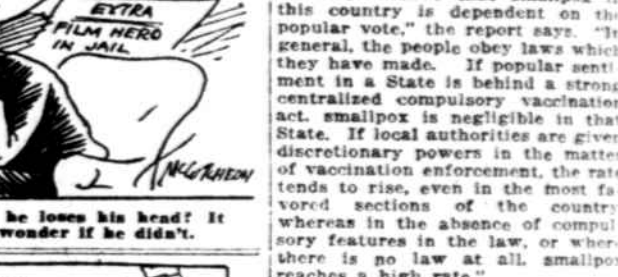 EXTRA
FILM HERO
IN JAIL
McCUTCHEON
he loses his head? It
wonder if he didn't.
this country is dependent on the
popular vote," the report says. "In
general, the people obey laws which
they have made. If popular senti-
ment in a State is behind a strong
centralized compulsory vaccination
act, smallpox is negligible in that
State. If local authorities are given
discretionary powers in the matter
of vaccination enforcement, the rate
tends to rise, even in the most fa-
vored sections of the country
whereas in the absence of compul-
sory features in the law, or where
there is no law at all, smallpox
reaches a high rate."